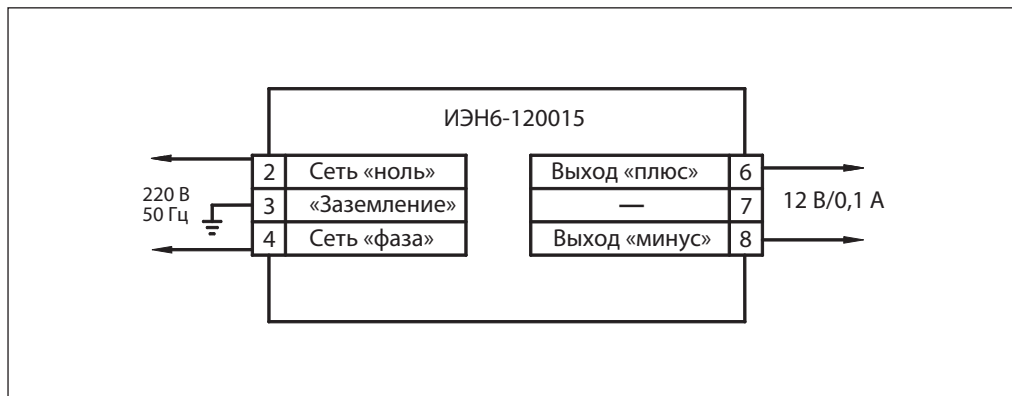 ИЭН6-120015
220 В
50 Гц
2 Сеть «ноль»
3 «Заземление»
4 Сеть «фаза»
Выход «плюс» 6
— 7
Выход «минус» 8
12 В/0,1 А